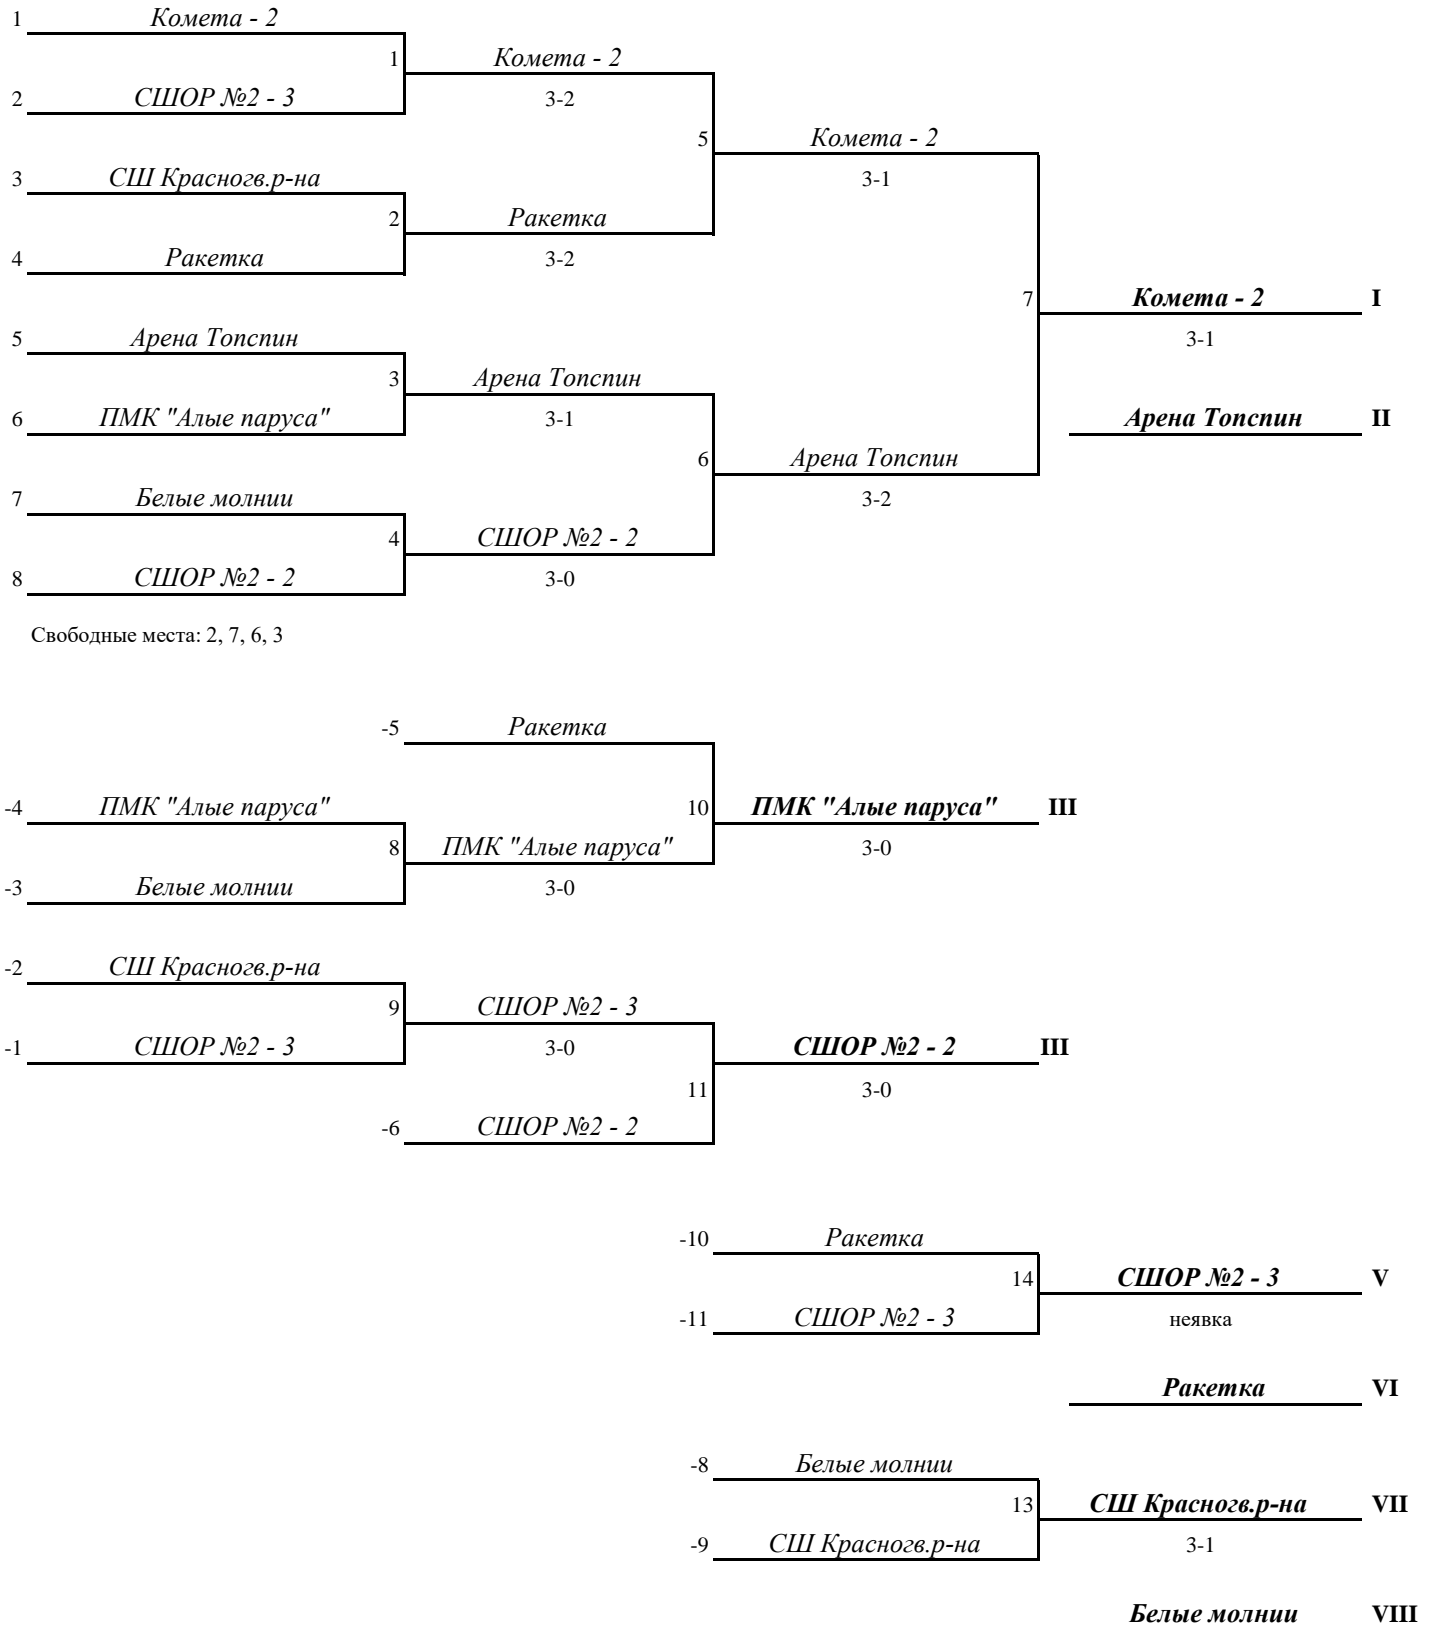 1 Комета - 2
1 Комета - 2
2 СШОР №2 - 3 3-2
5 Комета - 2
3 СШ Красногв.р-на 3-1
2 Ракетка
4 Ракетка 3-2
7 Комета - 2 I
5 Арена Топспин 3-1
3 Арена Топспин
6 ПМК "Алые паруса" 3-1 Арена Топспин II
6 Арена Топспин
7 Белые молнии 3-2
4 СШОР №2 - 2
8 СШОР №2 - 2 3-0
Свободные места: 2, 7, 6, 3
-5 Ракетка
-4 ПМК "Алые паруса" 10 ПМК "Алые паруса" III
8 ПМК "Алые паруса" 3-0
-3 Белые молнии 3-0
-2 СШ Красногв.р-на
9 СШОР №2 - 3
-1 СШОР №2 - 3 3-0 СШОР №2 - 2 III
11 3-0
-6 СШОР №2 - 2
-10 Ракетка
14 СШОР №2 - 3 V
-11 СШОР №2 - 3 неявка
Ракетка VI
-8 Белые молнии
13 СШ Красногв.р-на VII
-9 СШ Красногв.р-на 3-1
Белые молнии VIII